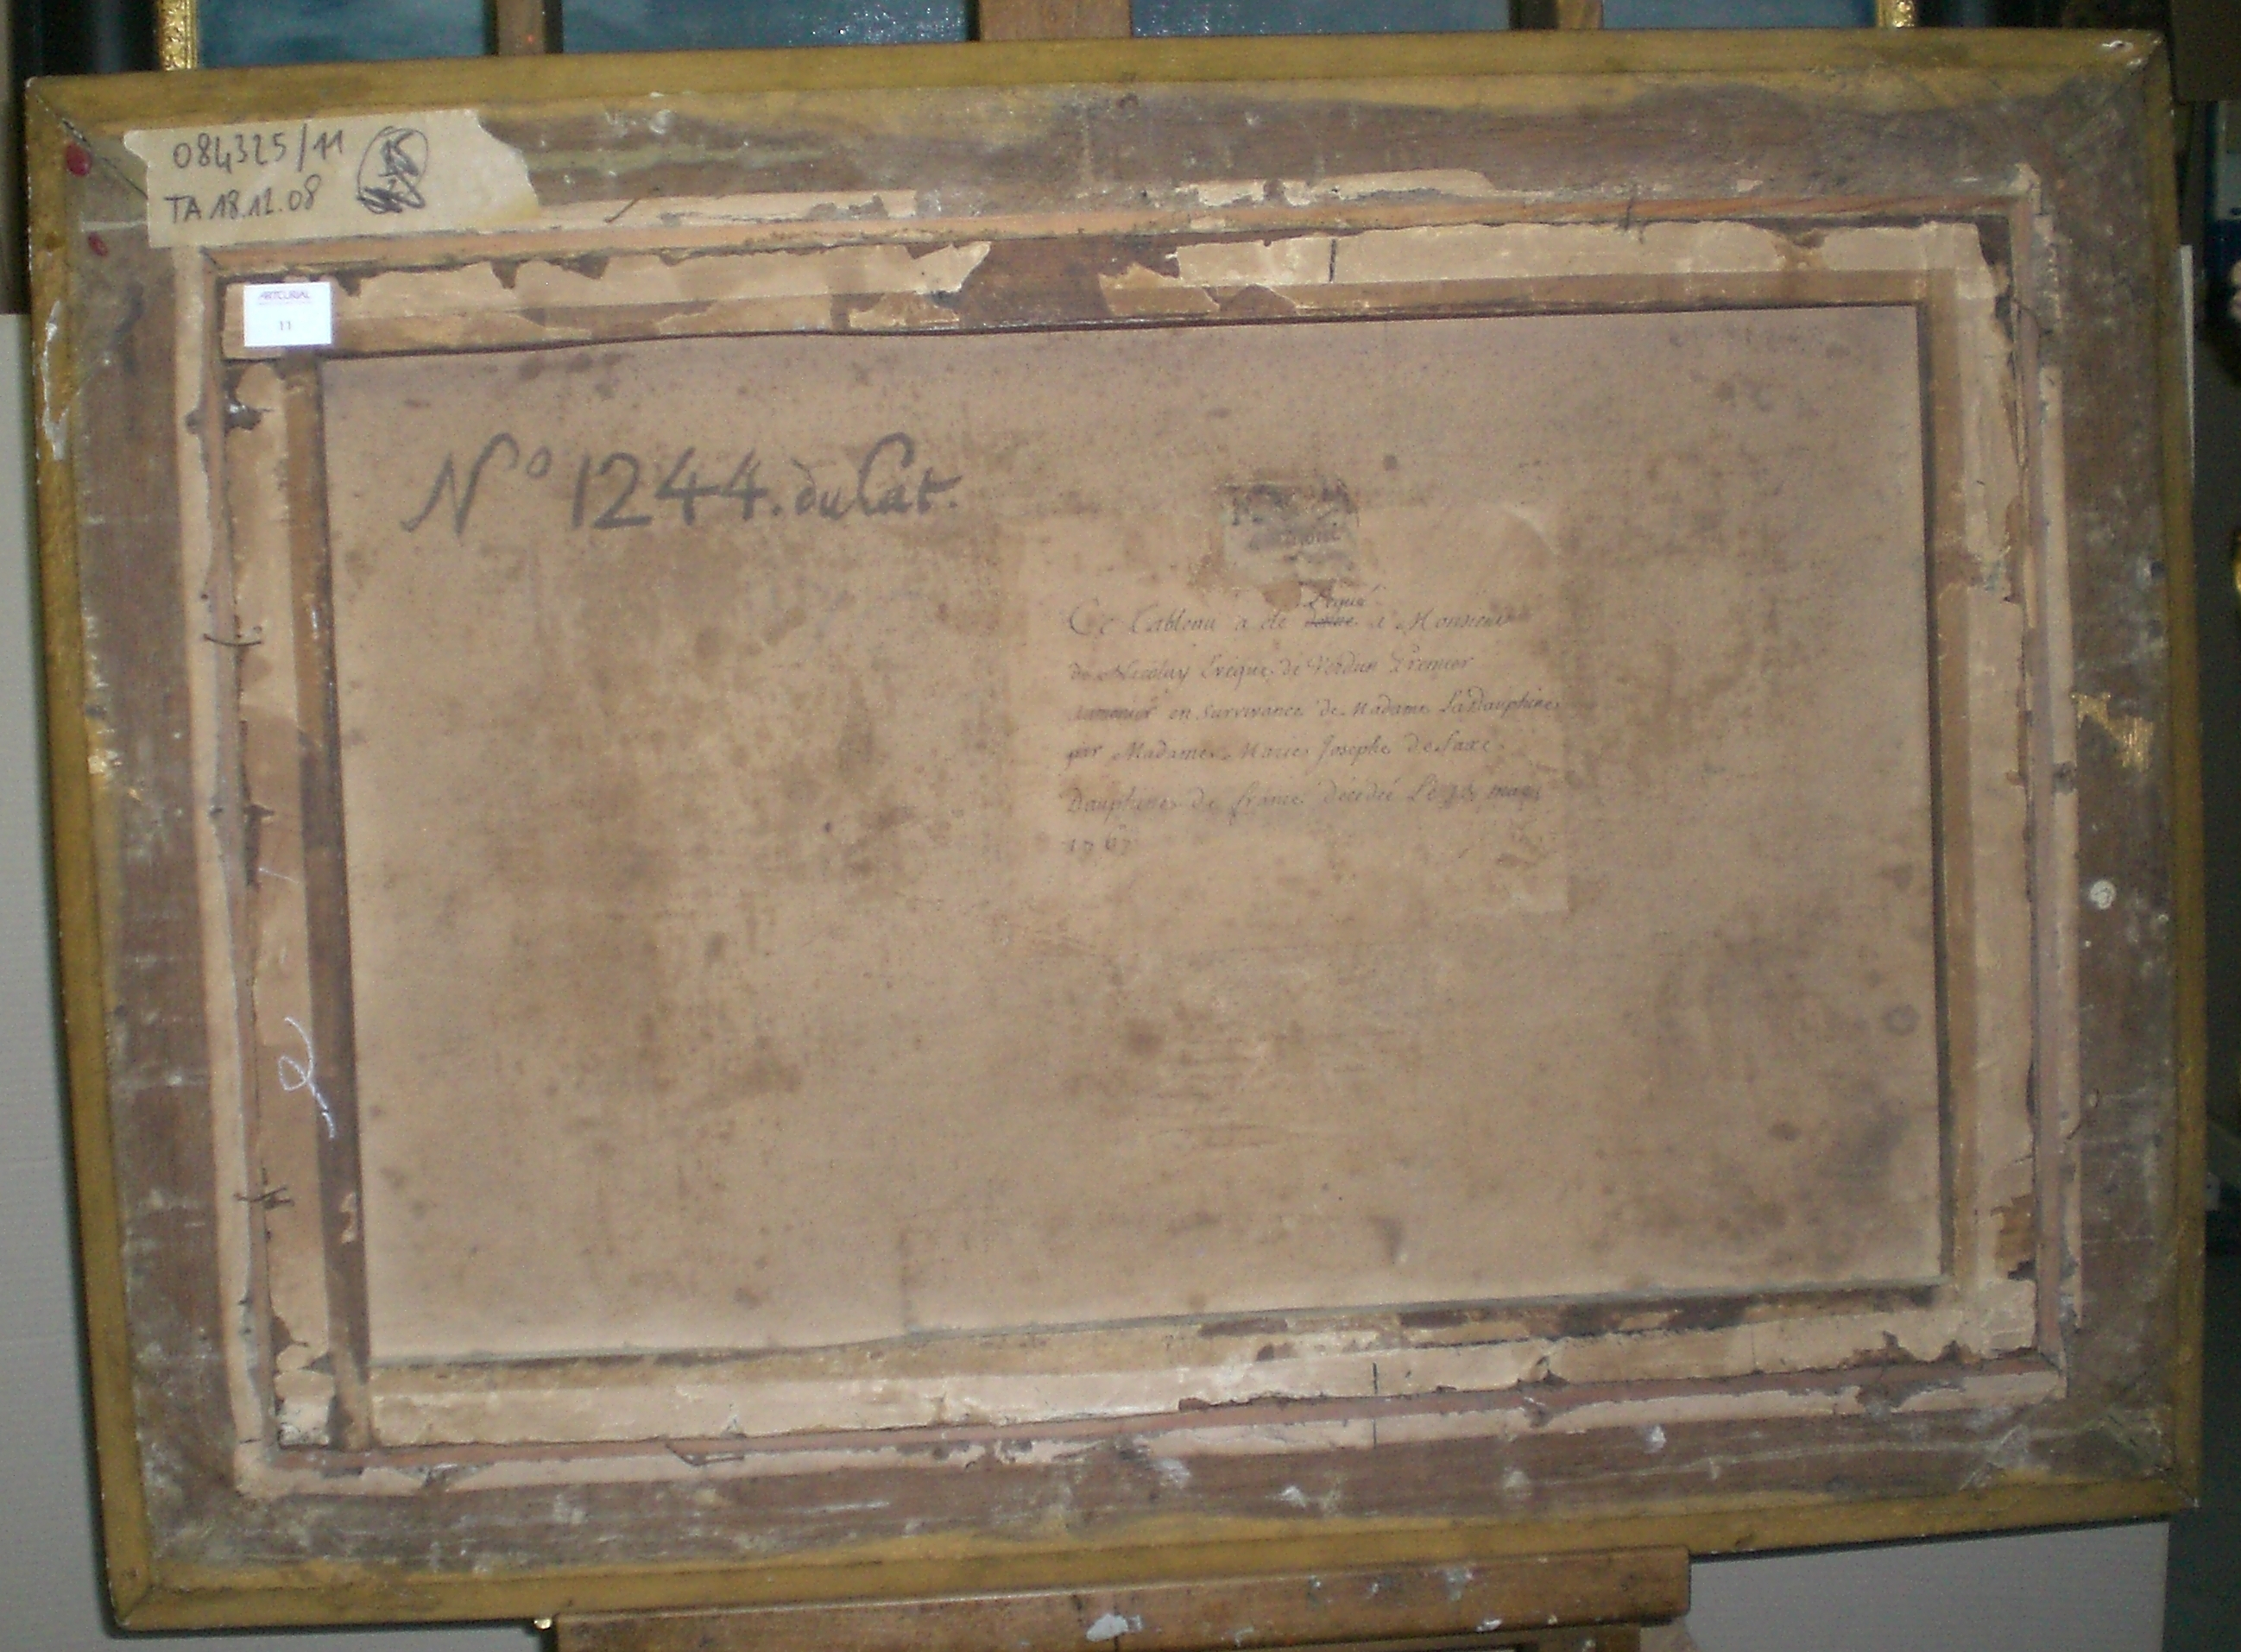 084325/11
TA 18.12.08
ARTCURIAL
11
N° 1244. du Cat.
Ce Tableau a été Légué a Monsieur
de Nicolay Evêque de Verdun Premier
aumonier en survivance de Madame La Dauphine
par Madame Marie Josephe de Saxe
Dauphine de france décédée Le mars
1767
2